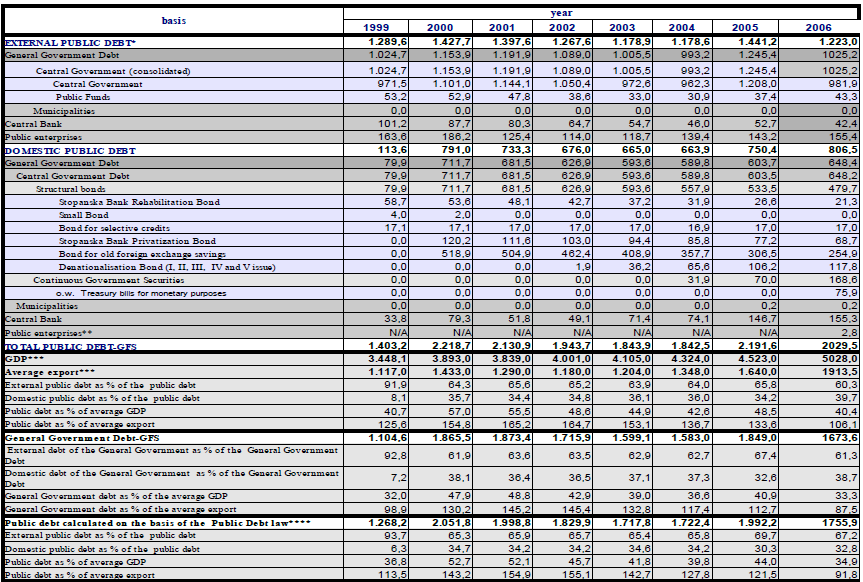 basis year
1999 2000 2001 2002 2003 2004 2005 2006
EXTERNAL PUBLIC DEBT* 1.289,6 1.427,7 1.397,6 1.267,6 1.178,9 1.178,6 1.441,2 1.223,0
General Government Debt 1.024,7 1.153,9 1.191,9 1.089,0 1.005,5 993,2 1.245,4 1025,2
Central Government (consolidated) 1.024,7 1.153,9 1.191,9 1.089,0 1.005,5 993,2 1.245,4 1025,2
Central Government 971,5 1.101,0 1.144,1 1.050,4 972,6 962,3 1.208,0 981,9
Public Funds 53,2 52,9 47,8 38,6 33,0 30,9 37,4 43,3
Municipalities 0,0 0,0 0,0 0,0 0,0 0,0 0,0 0,0
Central Bank 101,2 87,7 80,3 64,7 54,7 46,0 52,7 42,4
Public enterprises 163,6 186,2 125,4 114,0 118,7 139,4 143,2 155,4
DOMESTIC PUBLIC DEBT 113,6 791,0 733,3 676,0 665,0 663,9 750,4 806,5
General Government Debt 79,9 711,7 681,5 626,9 593,6 589,8 603,7 648,4
Central Government Debt 79,9 711,7 681,5 626,9 593,6 589,8 603,5 648,2
Structural bonds 79,9 711,7 681,5 626,9 593,6 557,9 533,5 479,7
Stopanska Bank Rehabilitation Bond 58,7 53,6 48,1 42,7 37,2 31,9 26,6 21,3
Small Bond 4,0 2,0 0,0 0,0 0,0 0,0 0,0 0,0
Bond for selective credits 17,1 17,1 17,0 17,0 17,0 16,9 17,0 17,0
Stopanska Bank Privatization Bond 0,0 120,2 111,6 103,0 94,4 85,8 77,2 68,7
Bond for old foreign exchange savings 0,0 518,9 504,9 462,4 408,9 357,7 306,5 254,9
Denationalisation Bond (I, II, III, IV and V issue) 0,0 0,0 0,0 1,9 36,2 65,6 106,2 117,8
Continuous Government Securities 0,0 0,0 0,0 0,0 0,0 31,9 70,0 168,6
o.w. Treasury bills for monetary purposes 0,0 0,0 0,0 0,0 0,0 0,0 0,0 75,9
Municipalities 0,0 0,0 0,0 0,0 0,0 0,0 0,2 0,2
Central Bank 33,8 79,3 51,8 49,1 71,4 74,1 146,7 155,3
Public enterprises** N/A N/A N/A N/A N/A N/A N/A 2,8
TOTAL PUBLIC DEBT-GFS 1.403,2 2.218,7 2.130,9 1.943,7 1.843,9 1.842,5 2.191,6 2029,5
GDP*** 3.448,1 3.893,0 3.839,0 4.001,0 4.105,0 4.324,0 4.523,0 5028,0
Average export*** 1.117,0 1.433,0 1.290,0 1.180,0 1.204,0 1.348,0 1.640,0 1913,5
External public debt as % of the public debt 91,9 64,3 65,6 65,2 63,9 64,0 65,8 60,3
Domestic public debt as % of the public debt 8,1 35,7 34,4 34,8 36,1 36,0 34,2 39,7
Public debt as % of average GDP 40,7 57,0 55,5 48,6 44,9 42,6 48,5 40,4
Public debt as % of average export 125,6 154,8 165,2 164,7 153,1 136,7 133,6 106,1
General Government Debt-GFS 1.104,6 1.865,5 1.873,4 1.715,9 1.599,1 1.583,0 1.849,0 1673,6
External debt of the General Government as % of the General Government
Debt 92,8 61,9 63,6 63,5 62,9 62,7 67,4 61,3
Domestic debt of the General Government as % of the General Government
Debt 7,2 38,1 36,4 36,5 37,1 37,3 32,6 38,7
General Government debt as % of the average GDP 32,0 47,9 48,8 42,9 39,0 36,6 40,9 33,3
General Government debt as % of average export 98,9 130,2 145,2 145,4 132,8 117,4 112,7 87,5
Public debt calculated on the basis of the Public Debt law**** 1.268,2 2.051,8 1.998,8 1.829,9 1.717,8 1.722,4 1.992,2 1755,9
External public debt as % of the public debt 93,7 65,3 65,9 65,7 65,4 65,8 69,7 67,2
Domestic public debt as % of the public debt 6,3 34,7 34,2 34,2 34,6 34,2 30,3 32,8
Public debt as % of average GDP 36,8 52,7 52,1 45,7 41,8 39,8 44,0 34,9
Public debt as % of average export 113,5 143,2 154,9 155,1 142,7 127,8 121,5 91,8